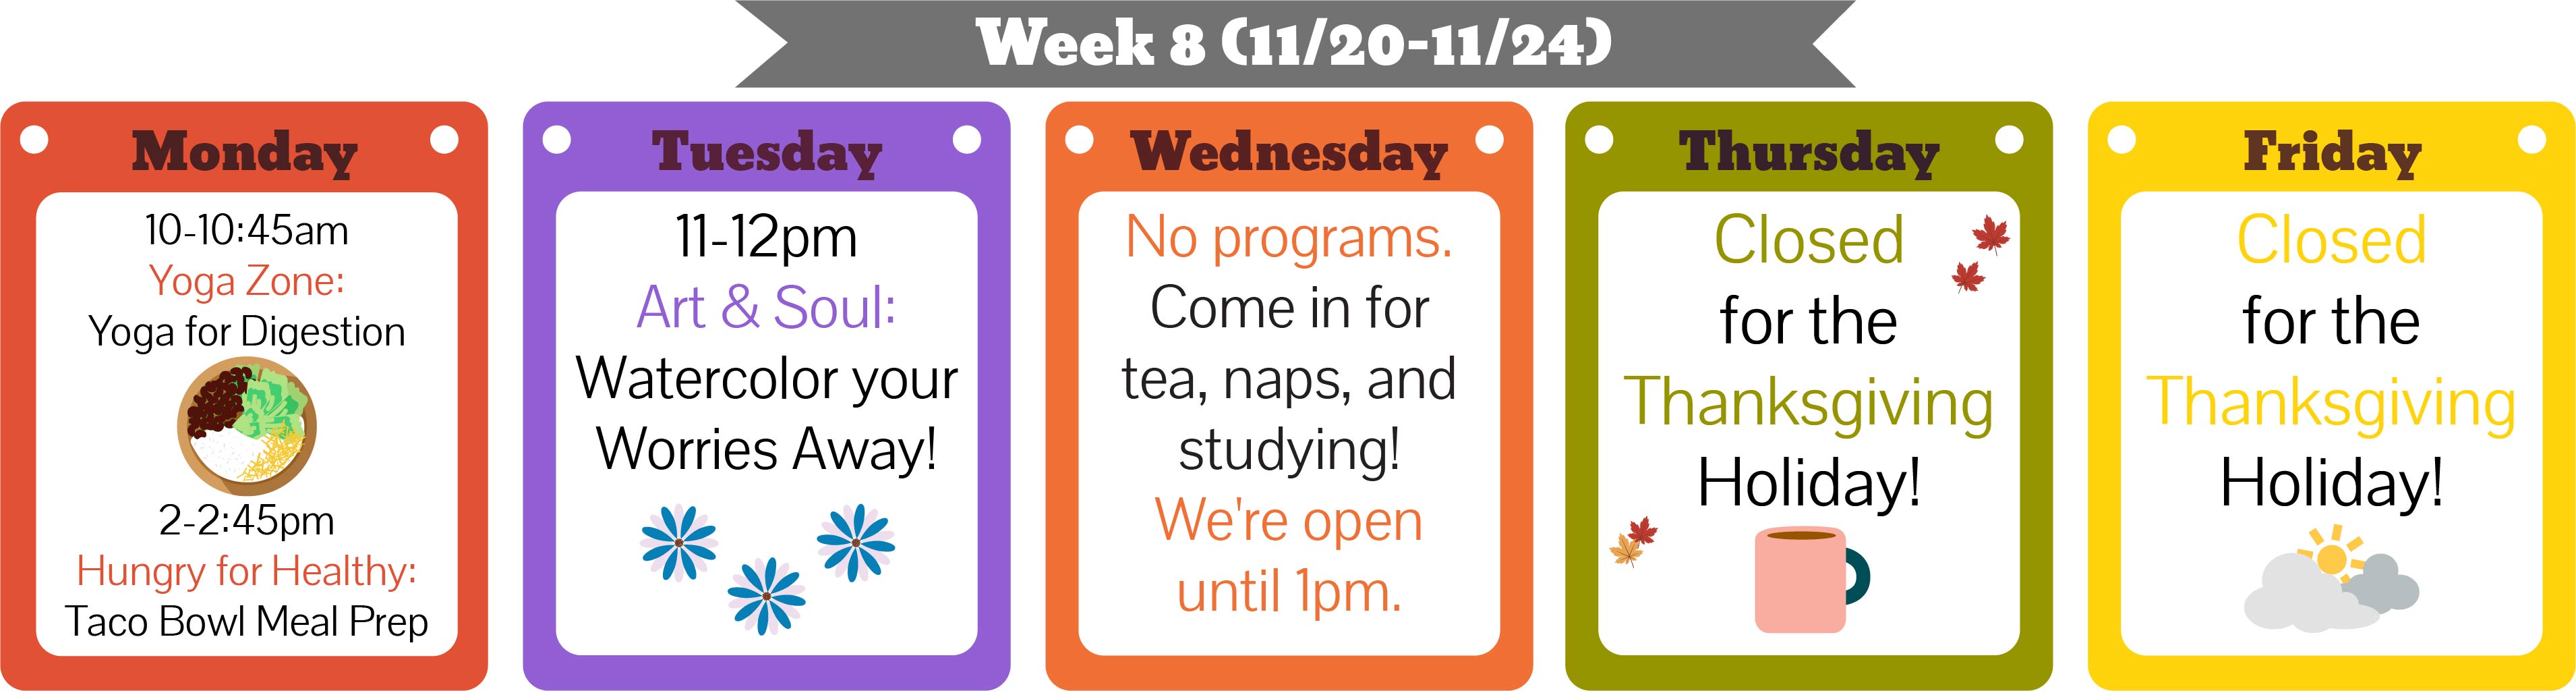 Week 8 (11/20-11/24)
Monday
10-10:45am
Yoga Zone:
Yoga for Digestion
2-2:45pm
Hungry for Healthy:
Taco Bowl Meal Prep
Tuesday
11-12pm
Art & Soul:
Watercolor your
Worries Away!
Wednesday
No programs.
Come in for
tea, naps, and
studying!
We're open
until 1pm.
Thursday
Closed
for the
Thanksgiving
Holiday!
Friday
Closed
for the
Thanksgiving
Holiday!